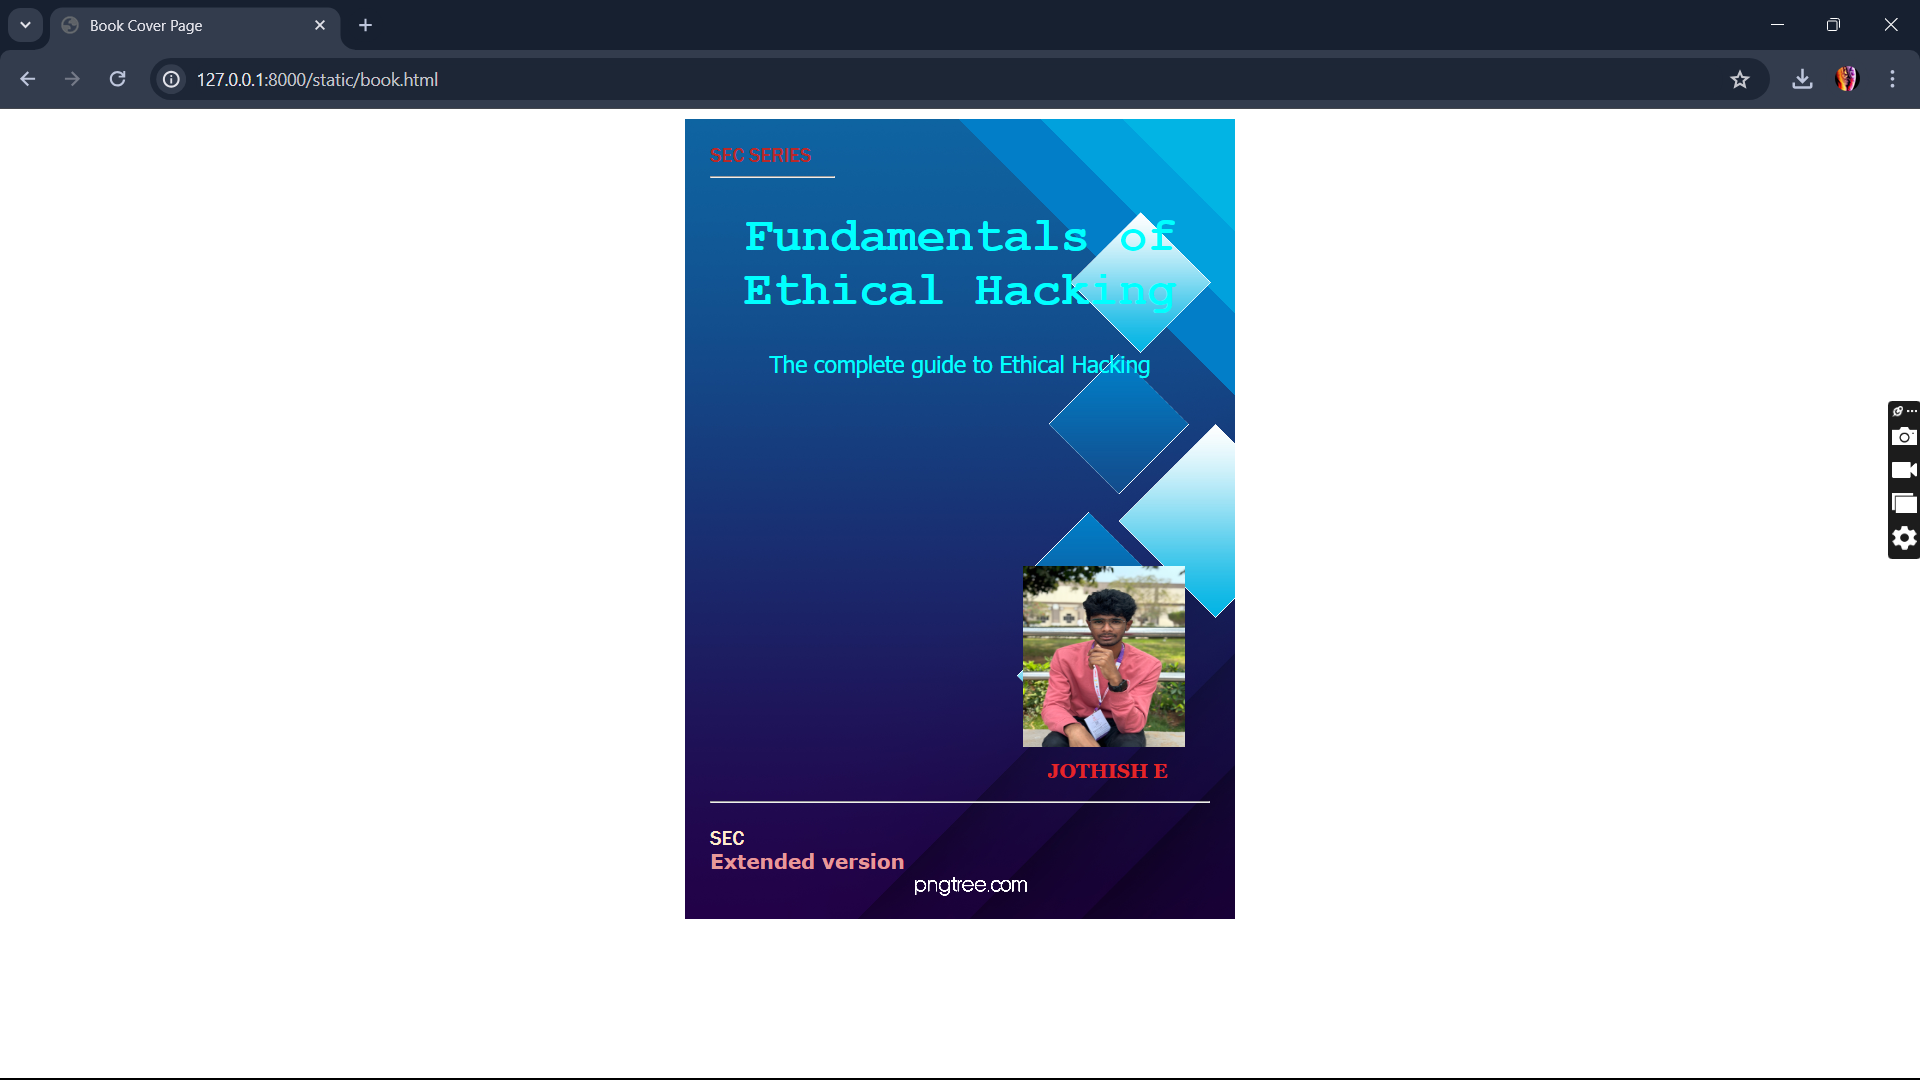 Book Cover Page
127.0.0.1:8000/static/book.html
SEC SERIES
Fundamentals of
Ethical Hacking
The complete guide to Ethical Hacking
JOTHISH E
SEC
Extended version
pngtree.com